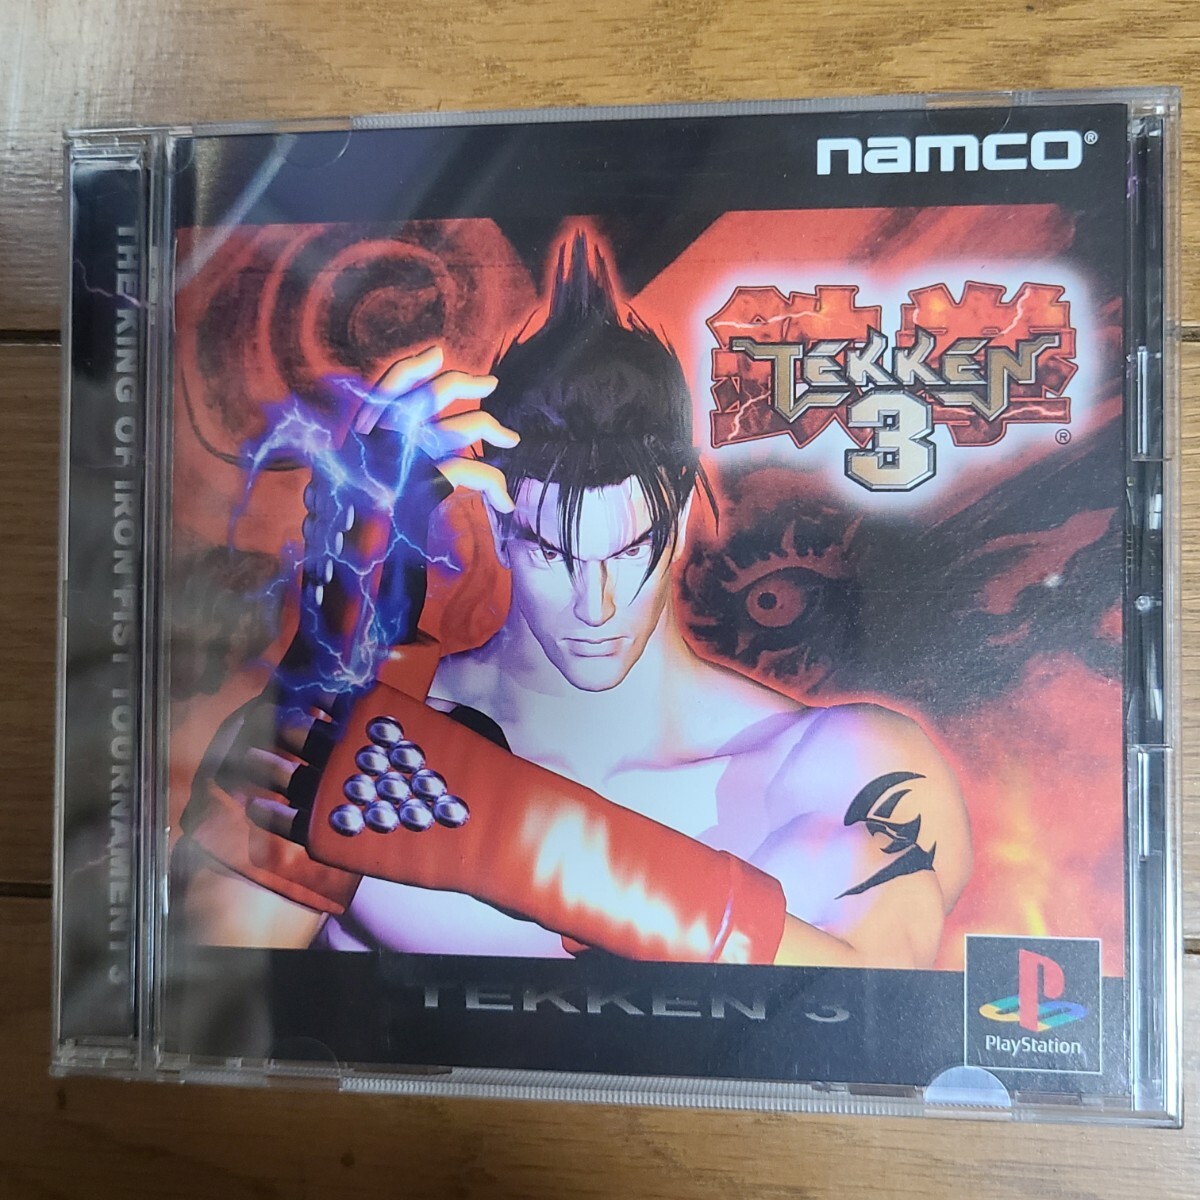 namco®
THE KING OF IRON FIST TOURNAMENT 3
鉄拳
TEKKEN
3
®
TEKKEN 3
PlayStation